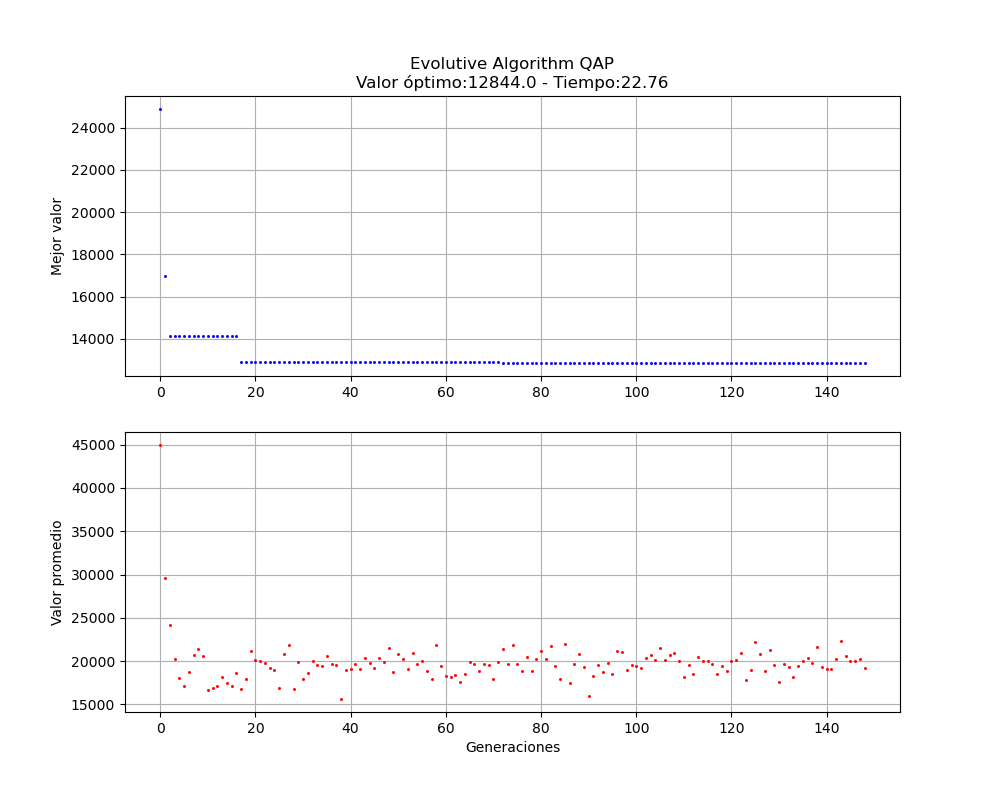 Evolutive Algorithm QAP
Valor óptimo:12844.0 - Tiempo:22.76
24000
22000
20000
18000
16000
14000
Mejor valor
0 20 40 60 80 100 120 140
45000
40000
35000
30000
25000
20000
15000
Valor promedio
0 20 40 60 80 100 120 140
Generaciones